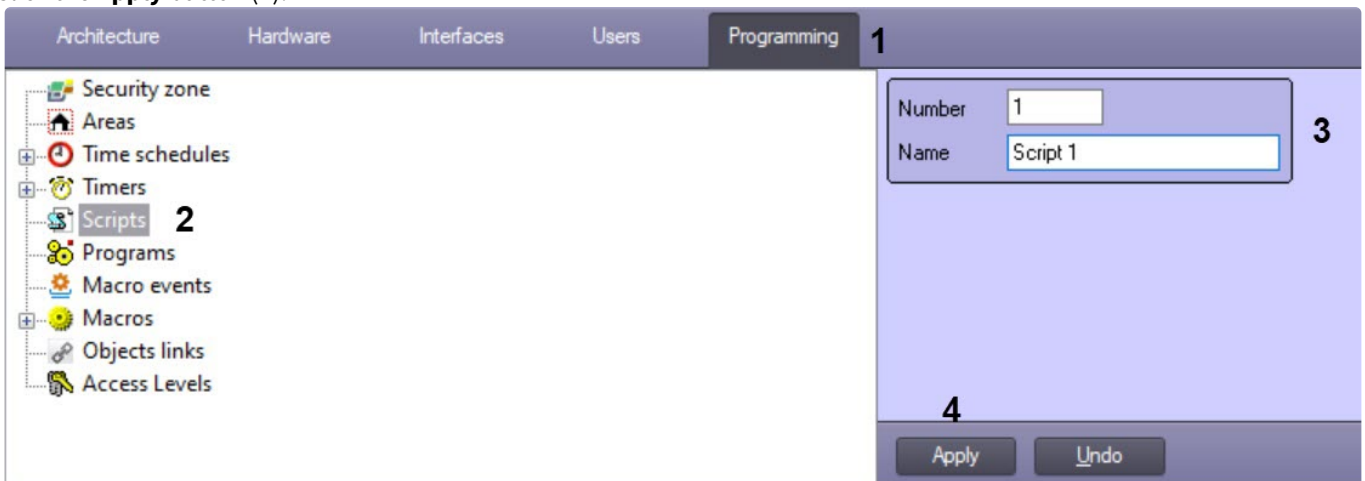 Architecture Hardware Interfaces Users Programming 1
Security zone
Areas
Time schedules
Timers
Scripts 2
Programs
Macro events
Macros
Objects links
Access Levels
Number 1
Name Script 1
3
4
Apply Undo